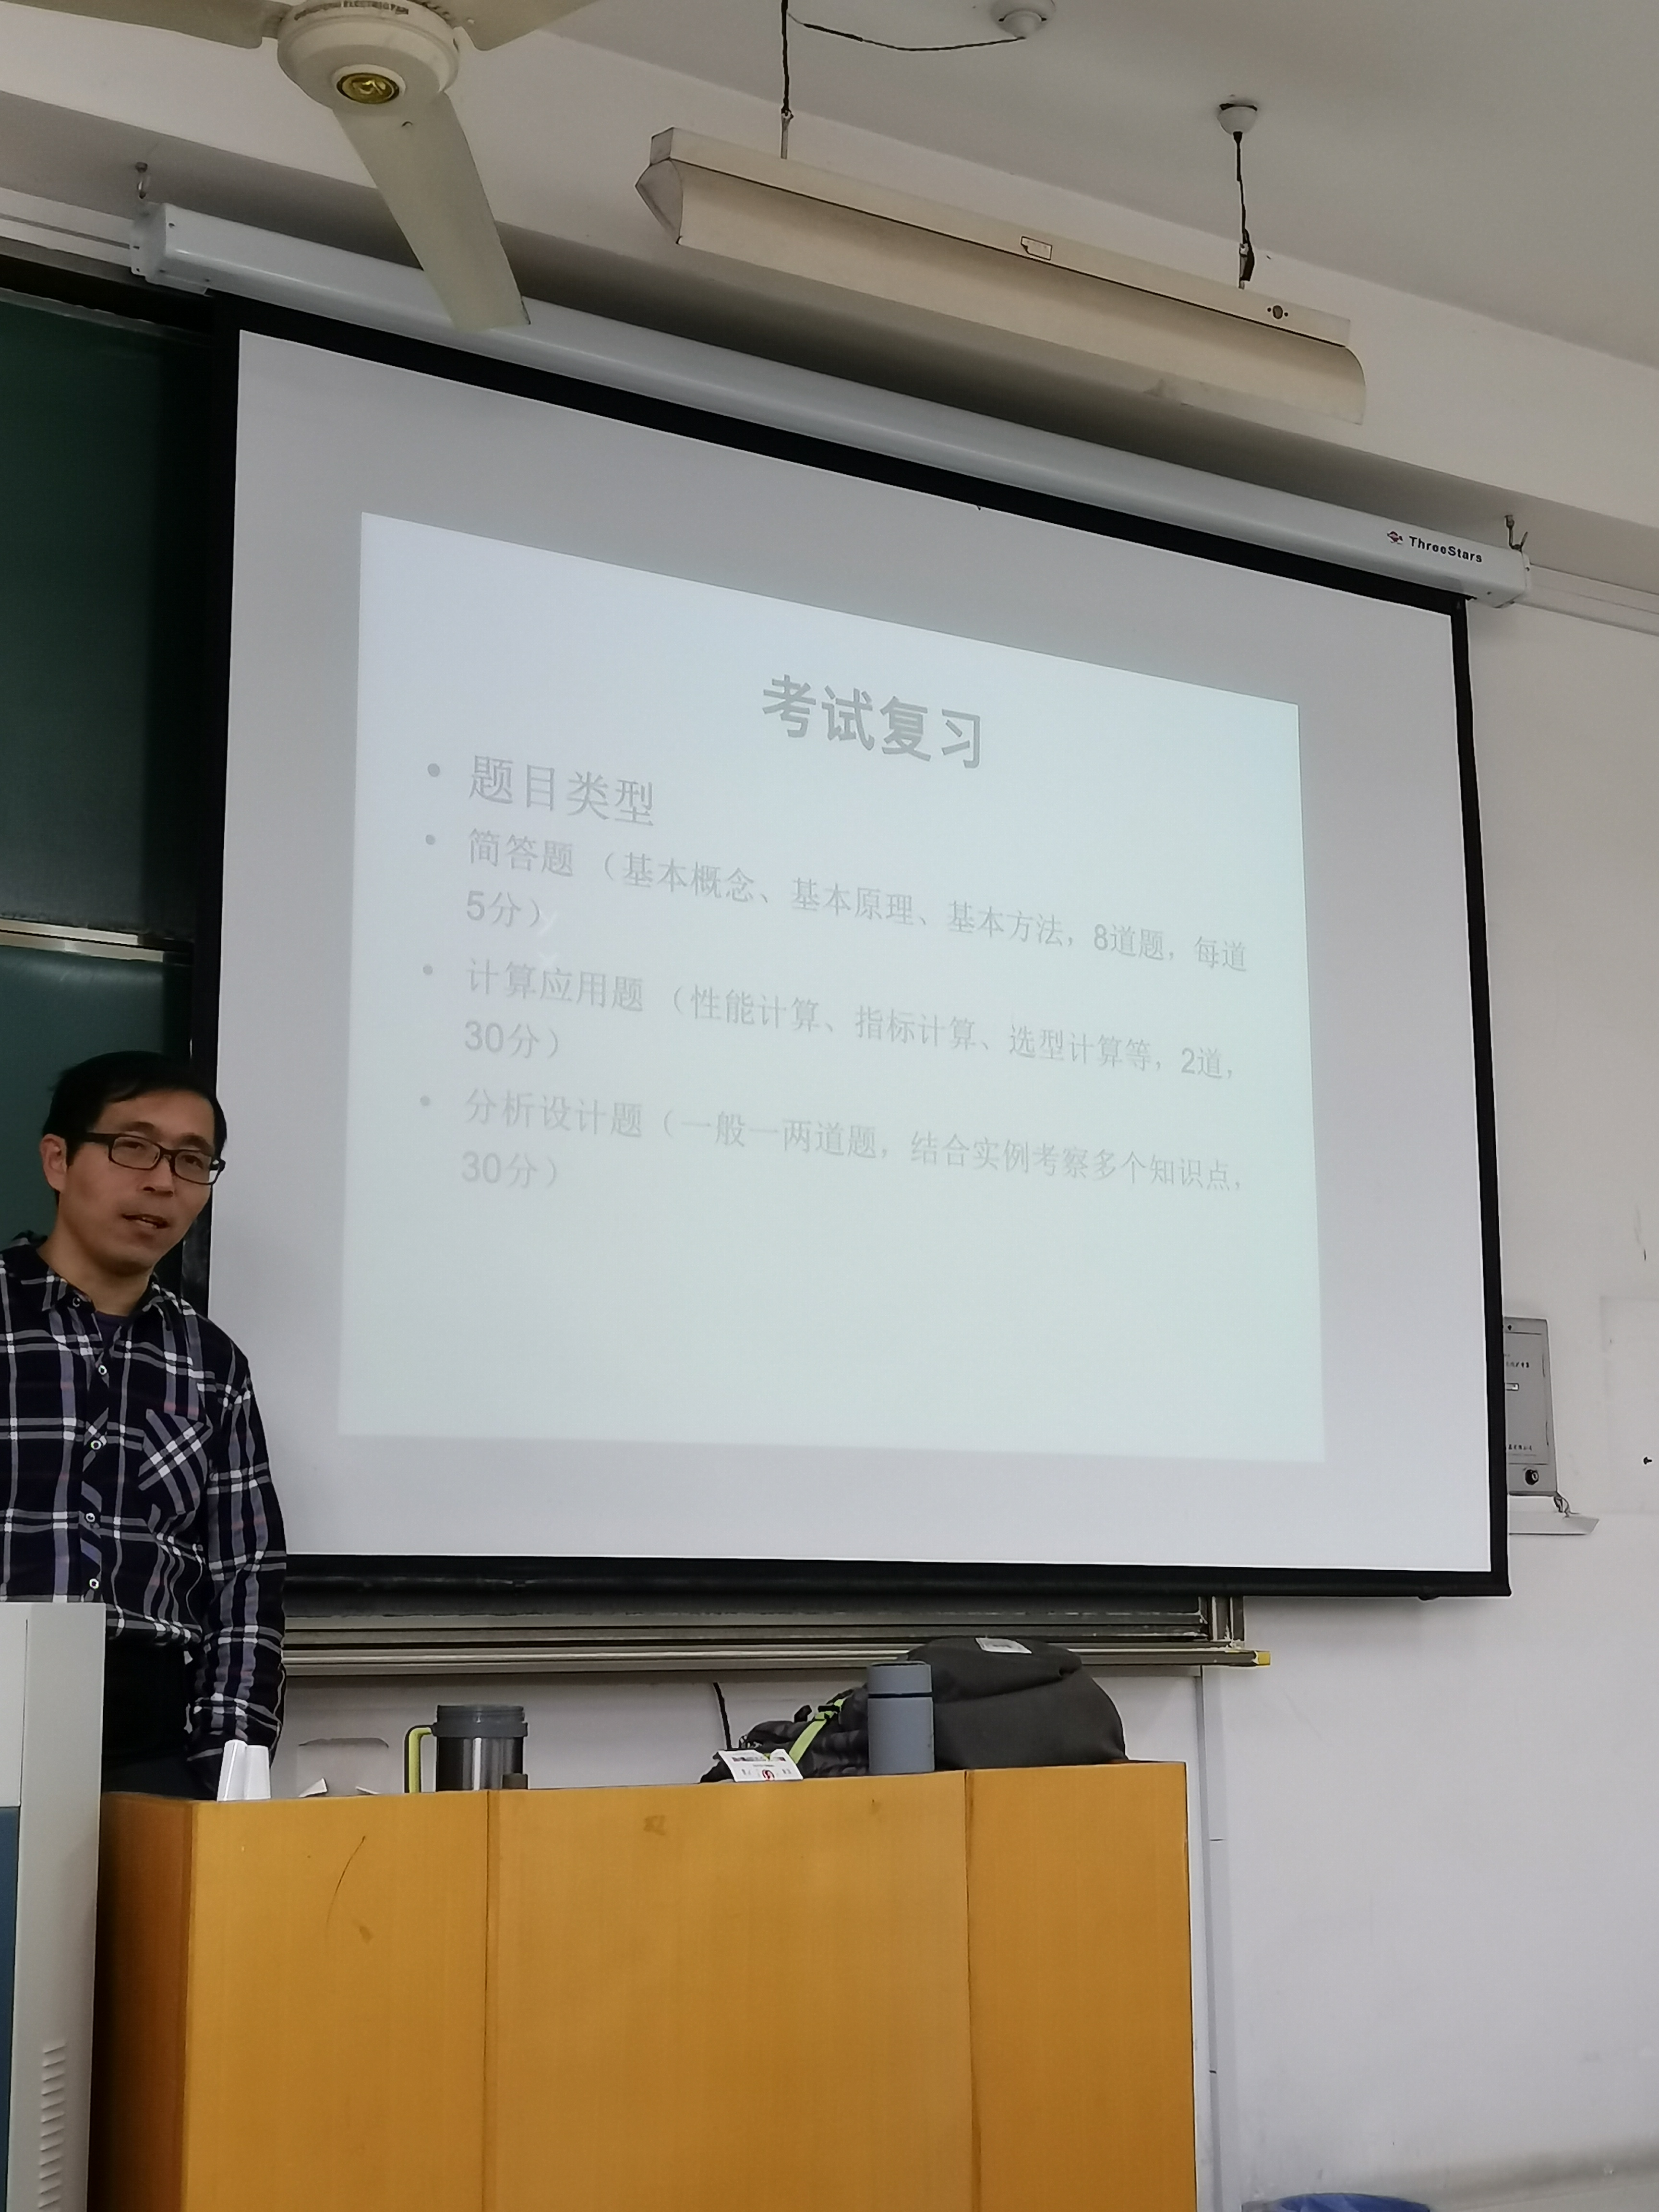 ThreeStars
考试复习
• 题目类型
• 简答题（基本概念、基本原理、基本方法，8道题，每道
5分）
• 计算应用题（性能计算、指标计算、选型计算等，2道，
30分）
• 分析设计题（一般一两道题，结合实例考察多个知识点，
30分）